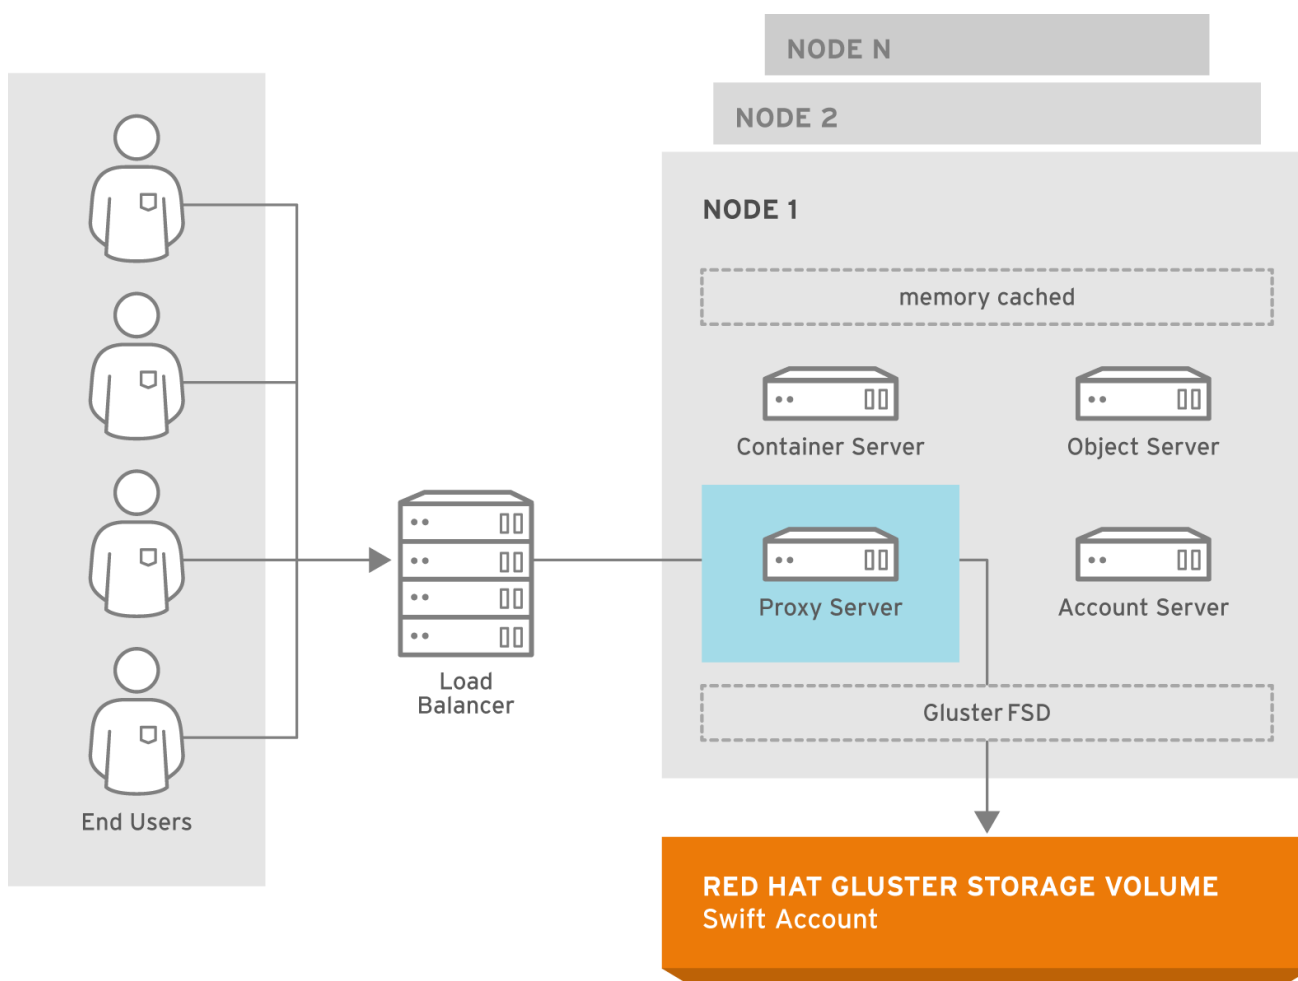 NODE N
NODE 2
NODE 1
memory cached
Container Server
Object Server
Proxy Server
Account Server
Load
Balancer
Gluster FSD
End Users
RED HAT GLUSTER STORAGE VOLUME
Swift Account